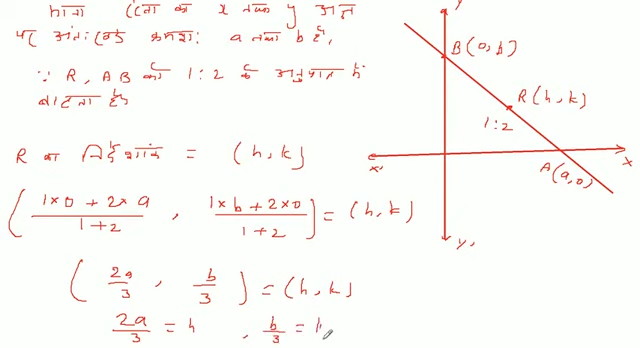 माना रेखा का x तथा y अक्ष
पर अंतः खंड क्रमशः a तथा b है,
∵ R, AB को 1:2 के अनुपात में
बांटता है
R का निर्देशांक = (h, k)
(1×0 + 2×a / 1+2 , 1×b + 2×0 / 1+2) = (h, k)
(2a/3 , b/3) = (h, k)
2a/3 = h , b/3 = k
y
B(0, b)
R(h, k)
1:2
x'
A(a, 0)
x
y'